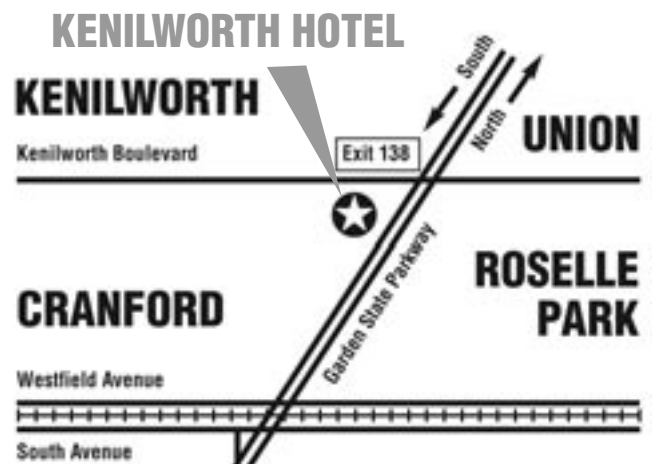 KENILWORTH HOTEL
South
KENILWORTH
North
UNION
Kenilworth Boulevard
Exit 138
ROSELLE
PARK
Garden State Parkway
CRANFORD
Westfield Avenue
South Avenue